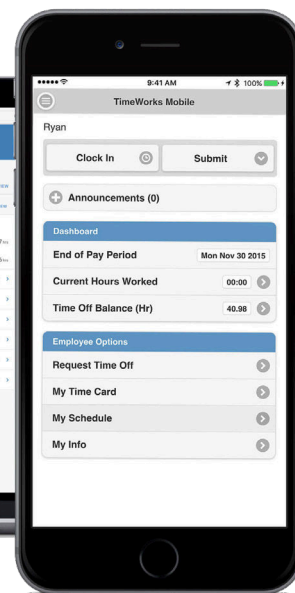 9:41 AM
100%
TimeWorks Mobile
Ryan
Clock In
Submit
Announcements (0)
Dashboard
End of Pay Period
Mon Nov 30 2015
Current Hours Worked
00:00
Time Off Balance (Hr)
40.98
Employee Options
Request Time Off
My Time Card
My Schedule
My Info